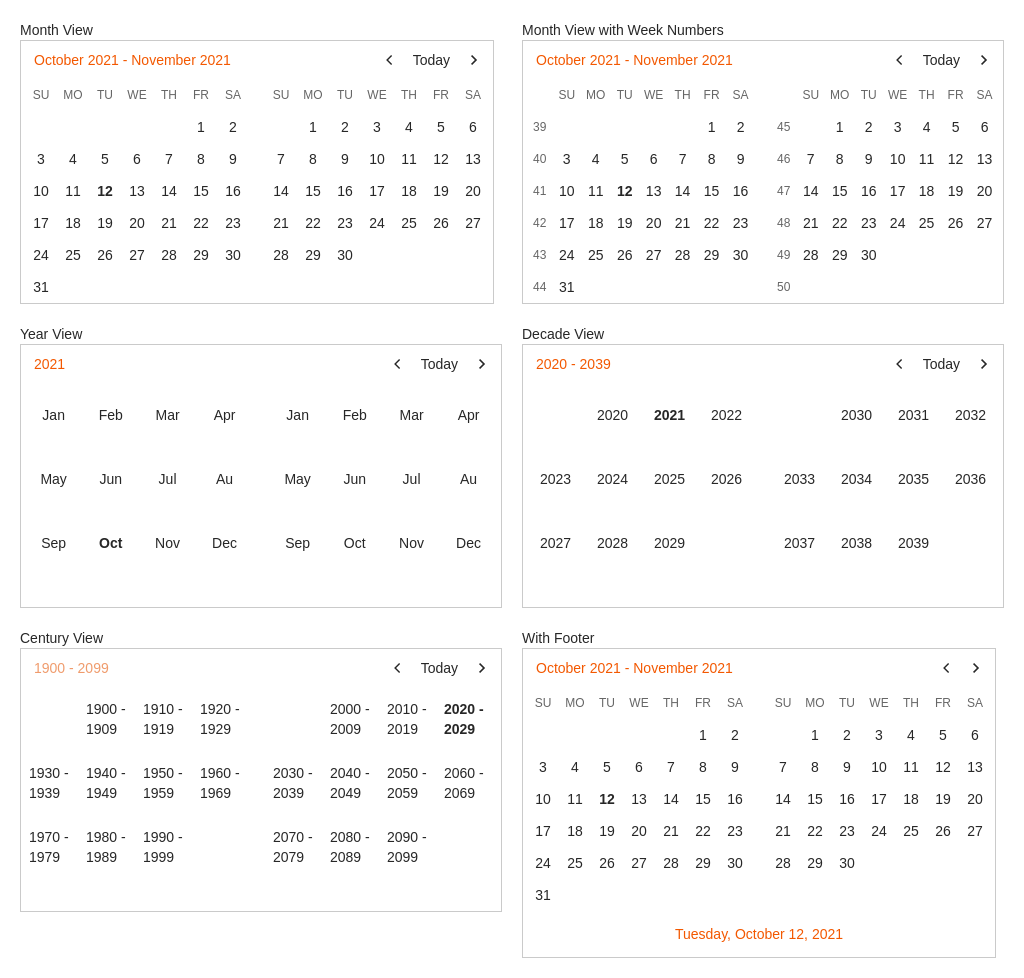 Month View
October 2021 - November 2021 Today
SU MO TU WE TH FR SA SU MO TU WE TH FR SA
1 2 1 2 3 4 5 6
3 4 5 6 7 8 9 7 8 9 10 11 12 13
10 11 12 13 14 15 16 14 15 16 17 18 19 20
17 18 19 20 21 22 23 21 22 23 24 25 26 27
24 25 26 27 28 29 30 28 29 30
31
Month View with Week Numbers
October 2021 - November 2021 Today
SU MO TU WE TH FR SA SU MO TU WE TH FR SA
39 1 2 45 1 2 3 4 5 6
40 3 4 5 6 7 8 9 46 7 8 9 10 11 12 13
41 10 11 12 13 14 15 16 47 14 15 16 17 18 19 20
42 17 18 19 20 21 22 23 48 21 22 23 24 25 26 27
43 24 25 26 27 28 29 30 49 28 29 30
44 31 50
Year View
2021 Today
Jan Feb Mar Apr Jan Feb Mar Apr
May Jun Jul Au May Jun Jul Au
Sep Oct Nov Dec Sep Oct Nov Dec
Decade View
2020 - 2039 Today
2020 2021 2022 2030 2031 2032
2023 2024 2025 2026 2033 2034 2035 2036
2027 2028 2029 2037 2038 2039
Century View
1900 - 2099 Today
1900 - 1910 - 1920 - 2000 - 2010 - 2020 -
1909 1919 1929 2009 2019 2029
1930 - 1940 - 1950 - 1960 - 2030 - 2040 - 2050 - 2060 -
1939 1949 1959 1969 2039 2049 2059 2069
1970 - 1980 - 1990 - 2070 - 2080 - 2090 -
1979 1989 1999 2079 2089 2099
With Footer
October 2021 - November 2021
SU MO TU WE TH FR SA SU MO TU WE TH FR SA
1 2 1 2 3 4 5 6
3 4 5 6 7 8 9 7 8 9 10 11 12 13
10 11 12 13 14 15 16 14 15 16 17 18 19 20
17 18 19 20 21 22 23 21 22 23 24 25 26 27
24 25 26 27 28 29 30 28 29 30
31
Tuesday, October 12, 2021